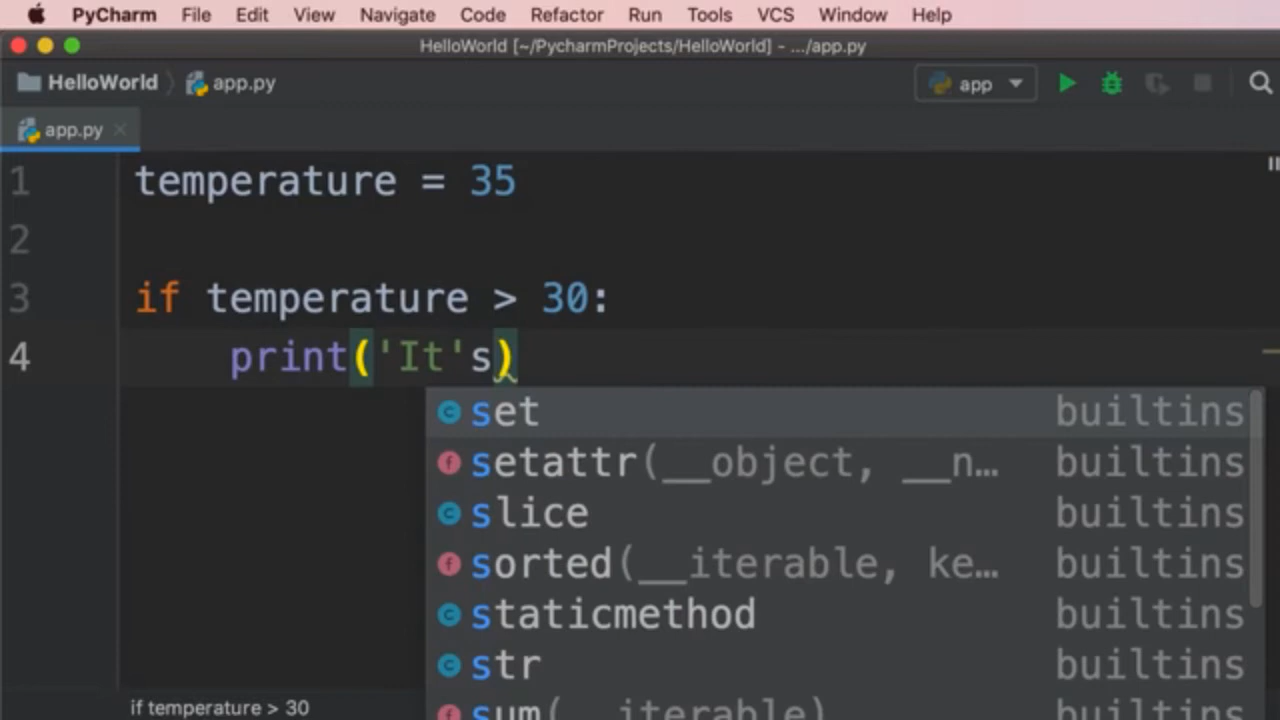 PyCharm File Edit View Navigate Code Refactor Run Tools VCS Window Help
HelloWorld [~/PycharmProjects/HelloWorld] - .../app.py
HelloWorld app.py app
app.py
1 temperature = 35
2
3 if temperature > 30:
4 print('It's)
set builtins
setattr(__object, __n… builtins
slice builtins
sorted(__iterable, ke… builtins
staticmethod builtins
str builtins
sum(__iterable) builtins
if temperature > 30